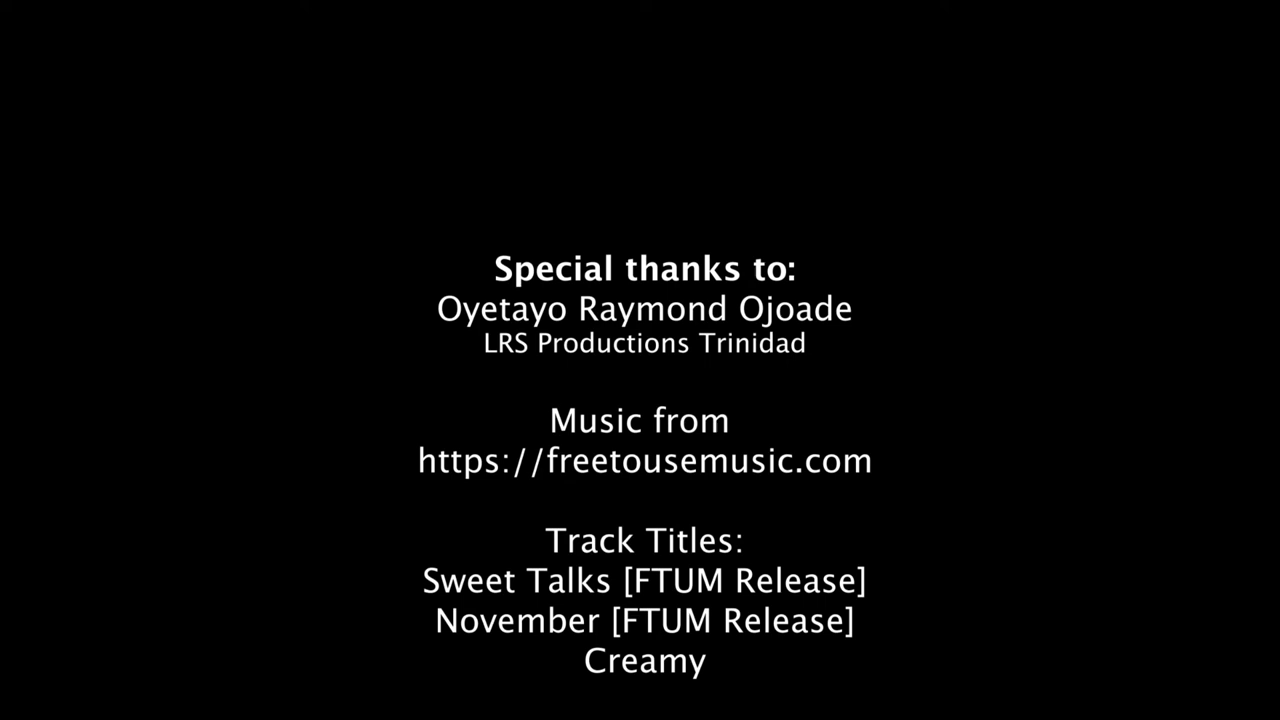 Special thanks to:
Oyetayo Raymond Ojoade
LRS Productions Trinidad
Music from
https://freetousemusic.com
Track Titles:
Sweet Talks [FTUM Release]
November [FTUM Release]
Creamy